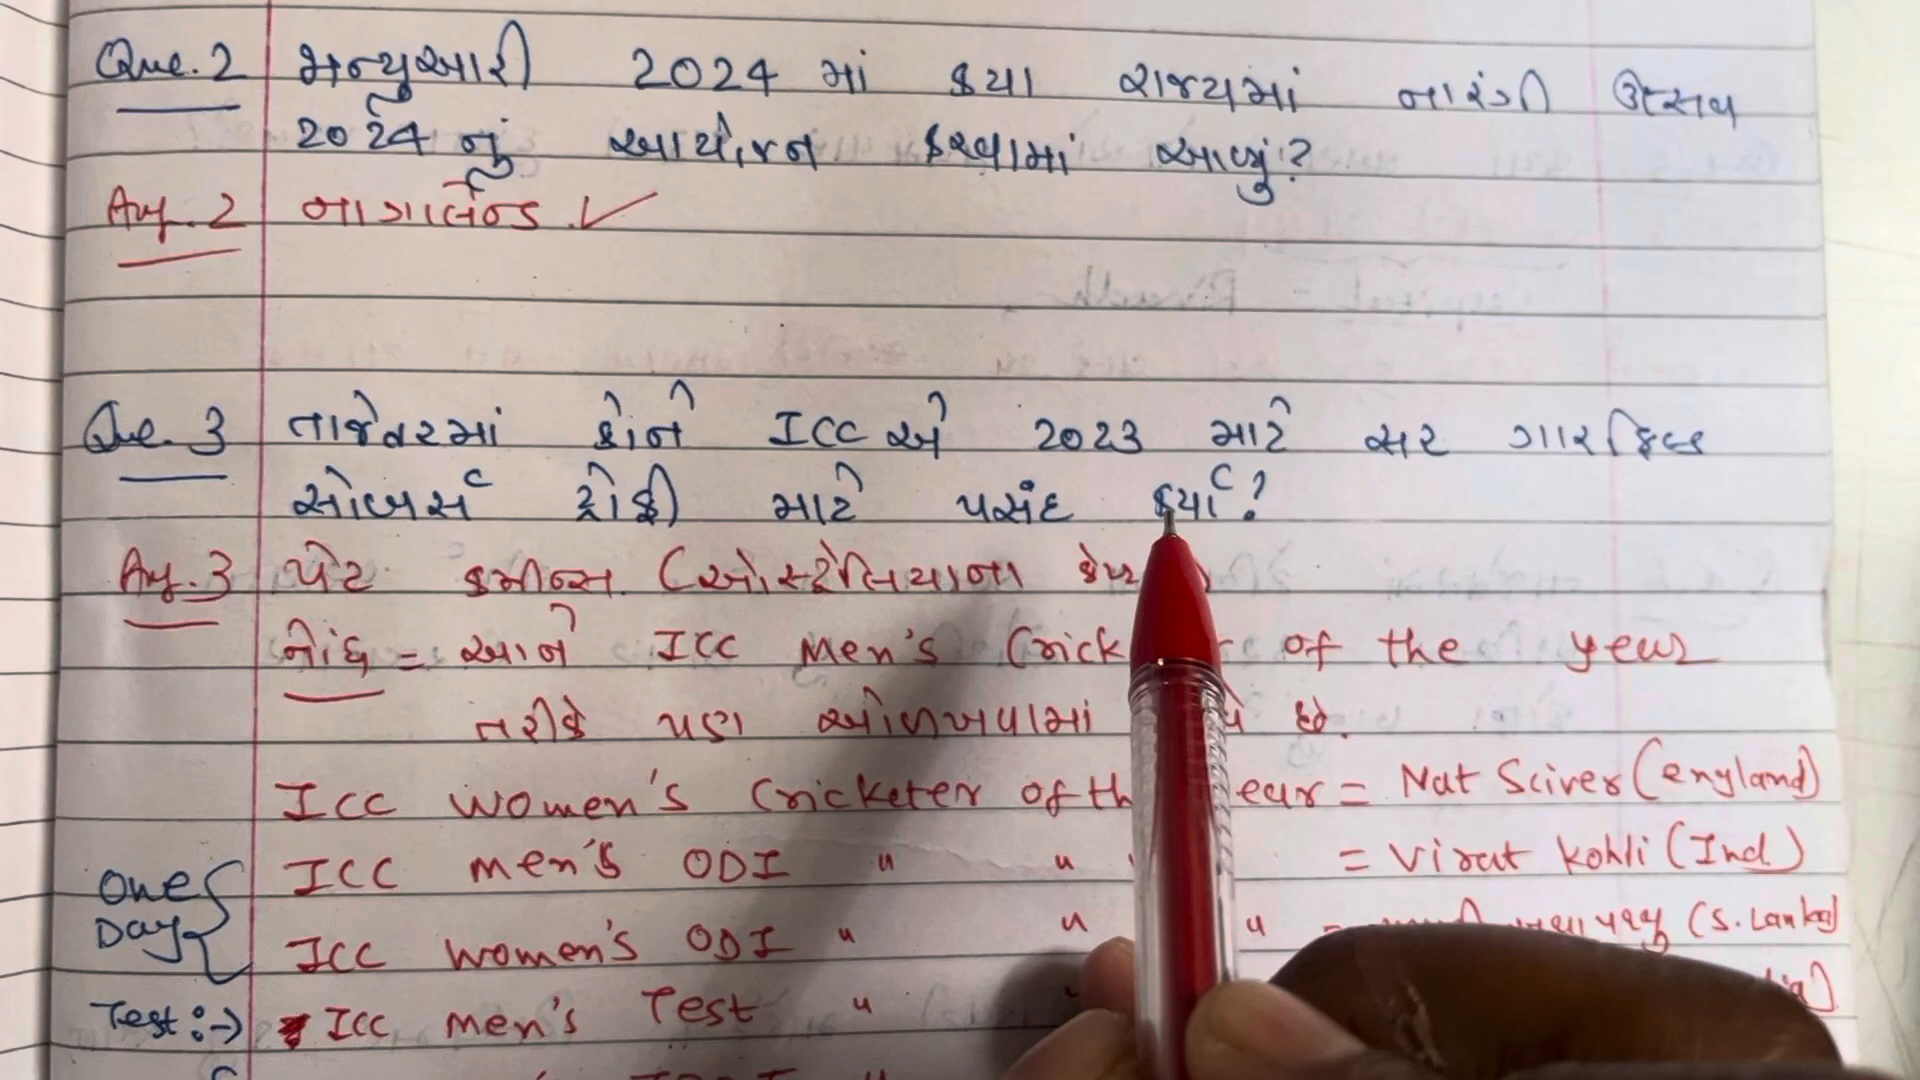 Que. 2 જાન્યુઆરી 2024 માં કયા રાજ્યમાં નારંગી ઉત્સવ
2024 નું આયોજન કરવામાં આવ્યું?
Ans. 2 નાગાલેન્ડ. ✓
Que. 3 તાજેતરમાં કોને ICC એ 2023 માટે સર ગારફિલ્ડ
સોબર્સ ટ્રોફી માટે પસંદ કર્યા?
Ans. 3 પેટ કમીન્સ. (ઓસ્ટ્રેલિયાના
નોંધ = આને ICC Men's Crick of the year
તરીકે પણ ઓળખવામાં છે.
ICC Women's Cricketer of th ear = Nat Sciver (England)
One Day ICC Men's ODI " " = Virat Kohli (Ind)
ICC Women's ODI " " " = (S. Lanka)
Test :-> ICC Men's Test "